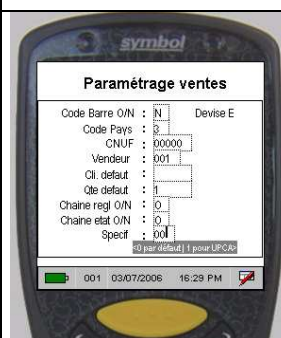 symbol
Paramétrage ventes
Code Barre O/N : N Devise E
Code Pays : 3
CNUF : 00000
Vendeur : 001
Cli. defaut :
Qte defaut : 1
Chaine regl O/N : O
Chaine etat O/N : O
Specif : 00
<0 par défaut| 1 pour UPCA>
001 03/07/2006 16:29 PM